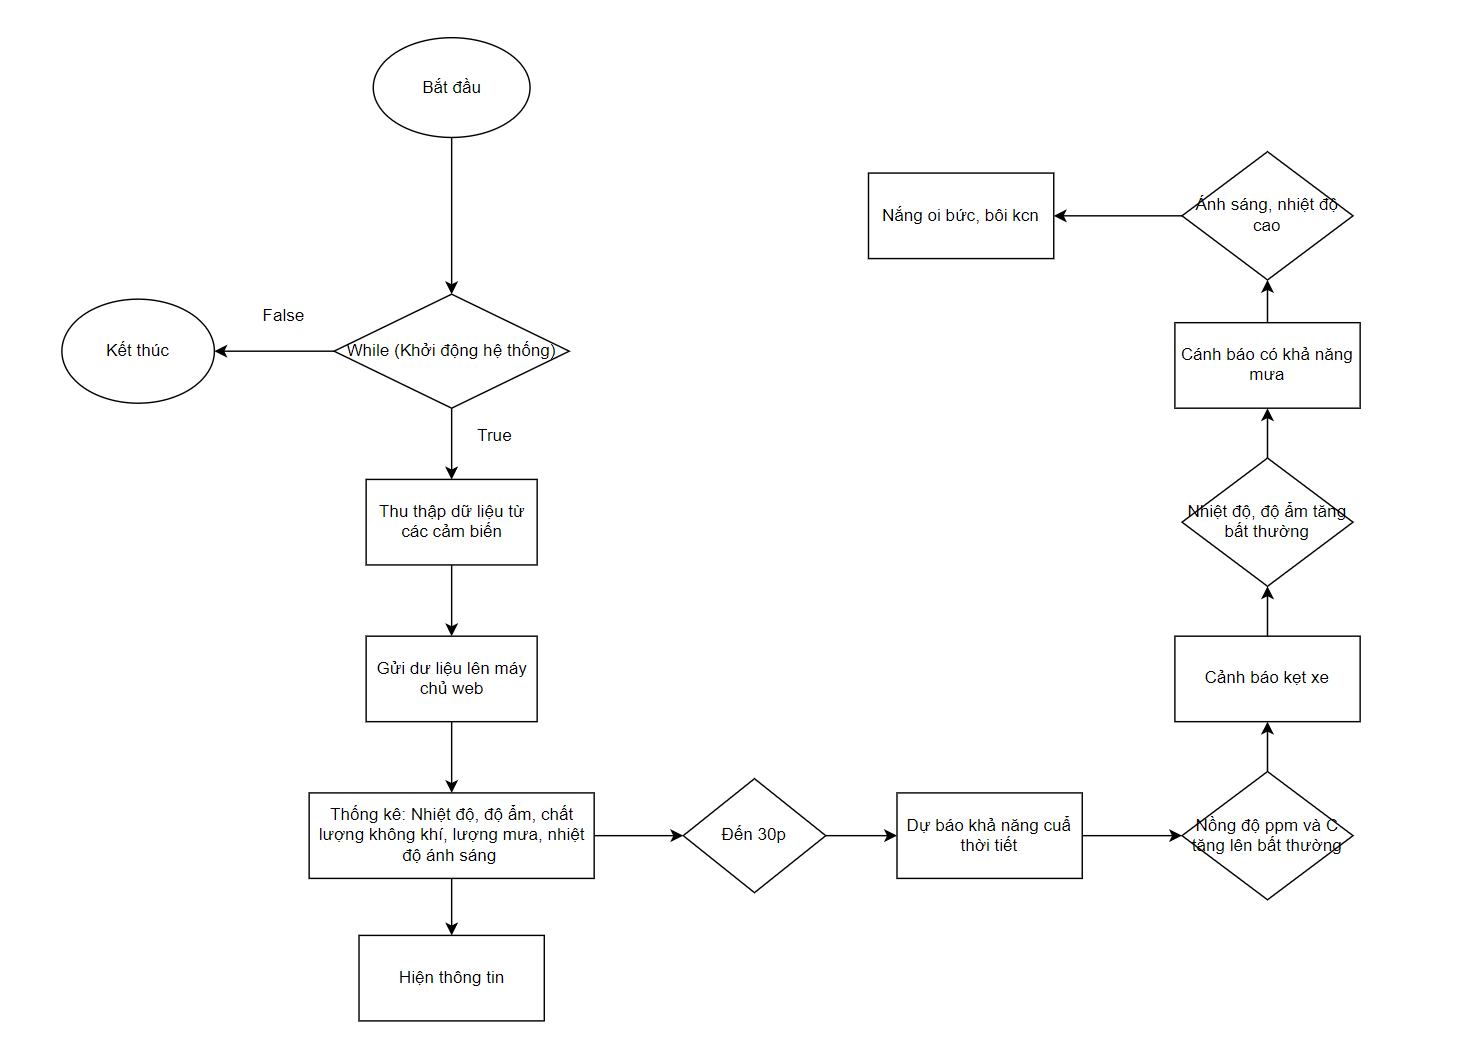 Bắt đầu
While (Khởi động hệ thống)
False
Kết thúc
True
Thu thập dữ liệu từ
các cảm biến
Gửi dư liệu lên máy
chủ web
Thống kê: Nhiệt độ, độ ẩm, chất
lượng không khí, lượng mưa, nhiệt
độ ánh sáng
Hiện thông tin
Đến 30p
Dự báo khả năng cuẩ
thời tiết
Nồng độ ppm và C
tăng lên bất thường
Cảnh báo kẹt xe
Nhiệt độ, độ ẩm tăng
bất thường
Cánh báo có khả năng
mưa
Ánh sáng, nhiệt độ
cao
Nắng oi bức, bôi kcn